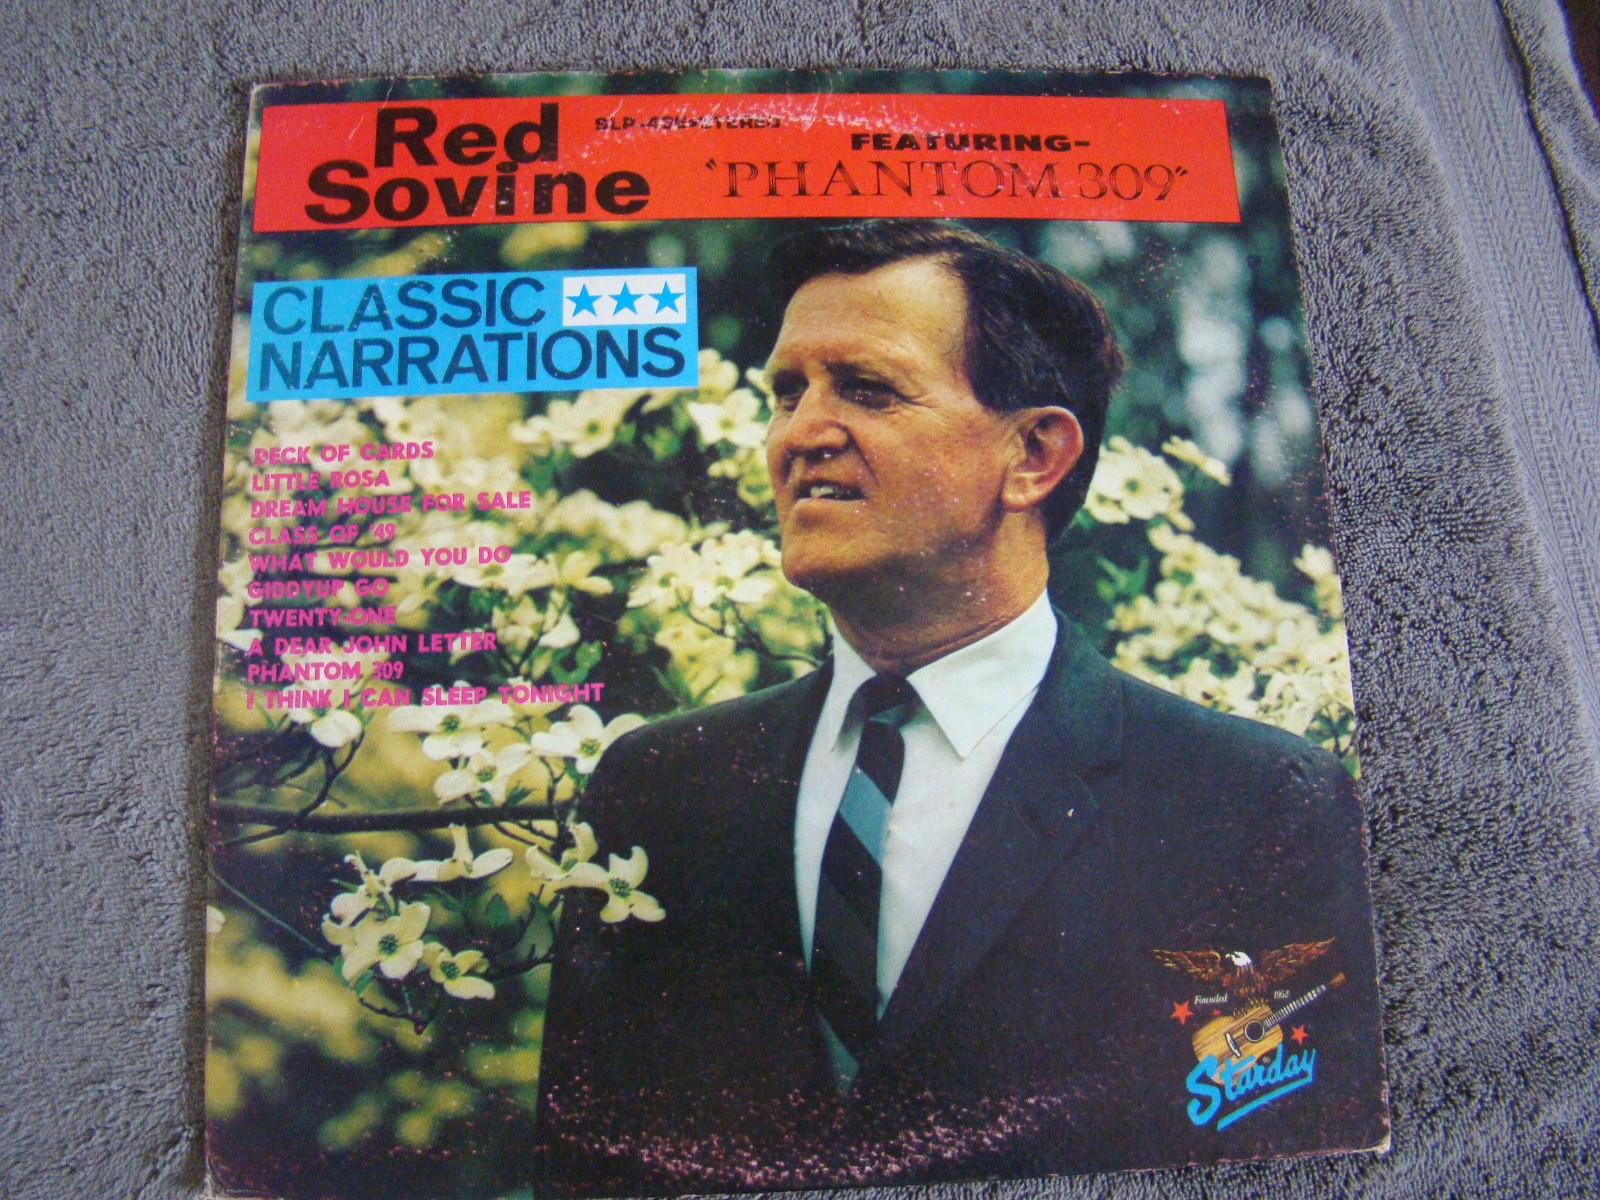 Red
Sovine
STEREO
FEATURING-
"PHANTOM 309"
CLASSIC
NARRATIONS
DECK OF CARDS
LITTLE ROSA
DREAM HOUSE FOR SALE
CLASS OF '49
WHAT WOULD YOU DO
GIDDYUP GO
TWENTY-ONE
A DEAR JOHN LETTER
PHANTOM 309
I THINK I CAN SLEEP TONIGHT
Founded 1952
Starday